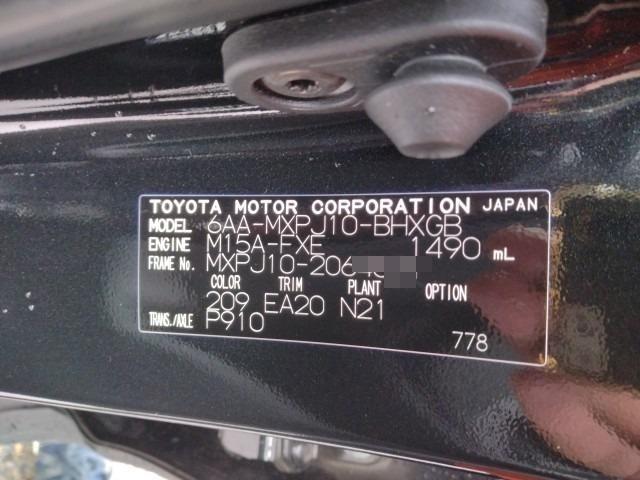 TOYOTA MOTOR CORPORATION JAPAN
MODEL 6AA-MXPJ10-BHXGB
ENGINE M15A-FXE 1490 mL
FRAME No. MXPJ10-206
COLOR TRIM PLANT OPTION
209 EA20 N21
TRANS./AXLE P910
778